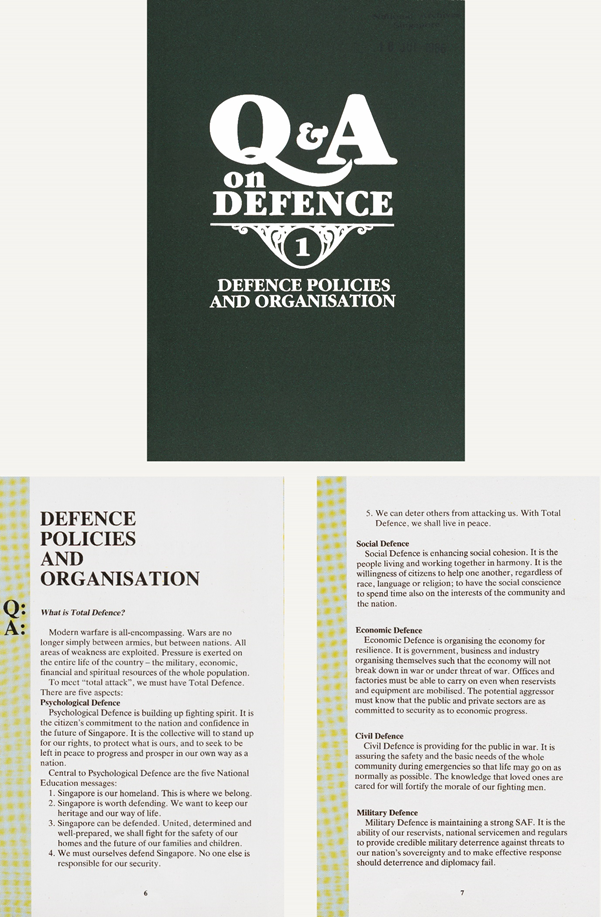 Q&A
on
DEFENCE
1
DEFENCE POLICIES
AND ORGANISATION
DEFENCE
POLICIES
AND
ORGANISATION
Q:
What is Total Defence?
A:
Modern warfare is all-encompassing. Wars are no
longer simply between armies, but between nations. All
areas of weakness are exploited. Pressure is exerted on
the entire life of the country – the military, economic,
financial and spiritual resources of the whole population.
To meet "total attack", we must have Total Defence.
There are five aspects:
Psychological Defence
Psychological Defence is building up fighting spirit. It is
the citizen's commitment to the nation and confidence in
the future of Singapore. It is the collective will to stand up
for our rights, to protect what is ours, and to seek to be
left in peace to progress and prosper in our own way as a
nation.
Central to Psychological Defence are the five National
Education messages:
1. Singapore is our homeland. This is where we belong.
2. Singapore is worth defending. We want to keep our
heritage and our way of life.
3. Singapore can be defended. United, determined and
well-prepared, we shall fight for the safety of our
homes and the future of our families and children.
4. We must ourselves defend Singapore. No one else is
responsible for our security.
6
5. We can deter others from attacking us. With Total
Defence, we shall live in peace.
Social Defence
Social Defence is enhancing social cohesion. It is the
people living and working together in harmony. It is the
willingness of citizens to help one another, regardless of
race, language or religion; to have the social conscience
to spend time also on the interests of the community and
the nation.
Economic Defence
Economic Defence is organising the economy for
resilience. It is government, business and industry
organising themselves such that the economy will not
break down in war or under threat of war. Offices and
factories must be able to carry on even when reservists
and equipment are mobilised. The potential aggressor
must know that the public and private sectors are as
committed to security as to economic progress.
Civil Defence
Civil Defence is providing for the public in war. It is
assuring the safety and the basic needs of the whole
community during emergencies so that life may go on as
normally as possible. The knowledge that loved ones are
cared for will fortify the morale of our fighting men.
Military Defence
Military Defence is maintaining a strong SAF. It is the
ability of our reservists, national servicemen and regulars
to provide credible military deterrence against threats to
our nation's sovereignty and to make effective response
should deterrence and diplomacy fail.
7